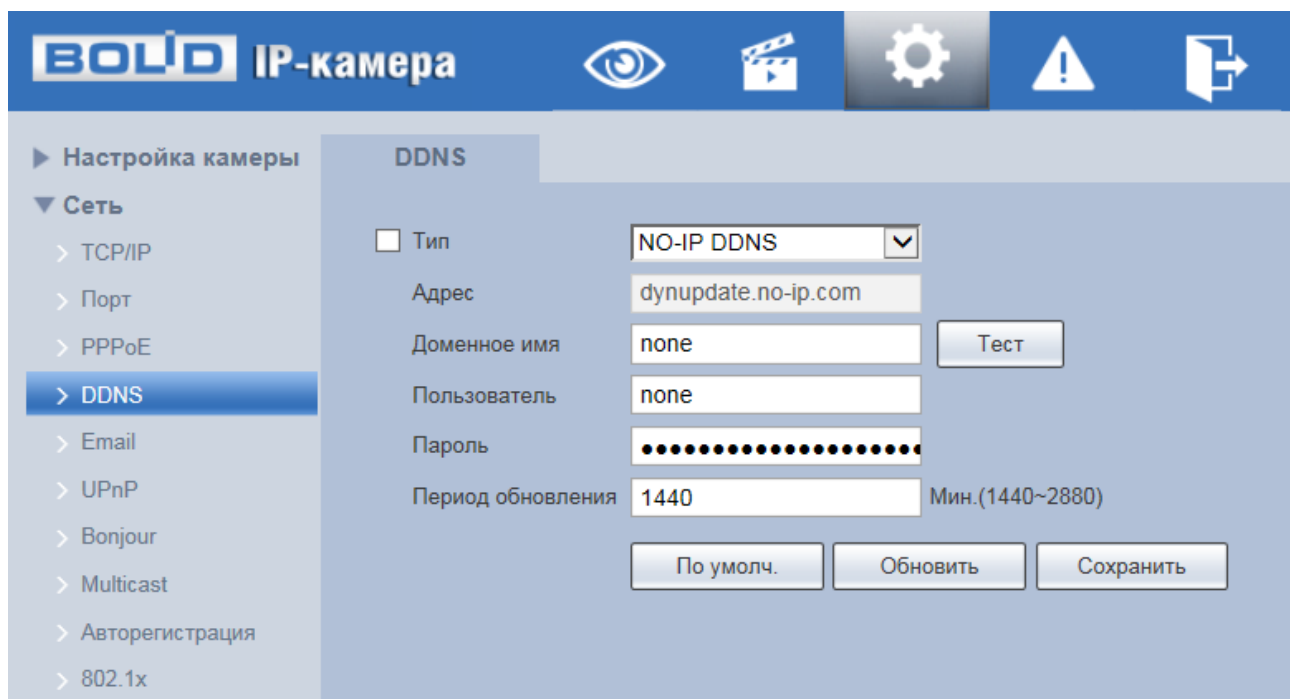 BOLID IP-камера
Настройка камеры
Сеть
TCP/IP
Порт
PPPoE
DDNS
Email
UPnP
Bonjour
Multicast
Авторегистрация
802.1x
DDNS
Тип NO-IP DDNS
Адрес dynupdate.no-ip.com
Доменное имя none Тест
Пользователь none
Пароль ●●●●●●●●●●●●●●●●●●●●
Период обновления 1440 Мин.(1440~2880)
По умолч. Обновить Сохранить